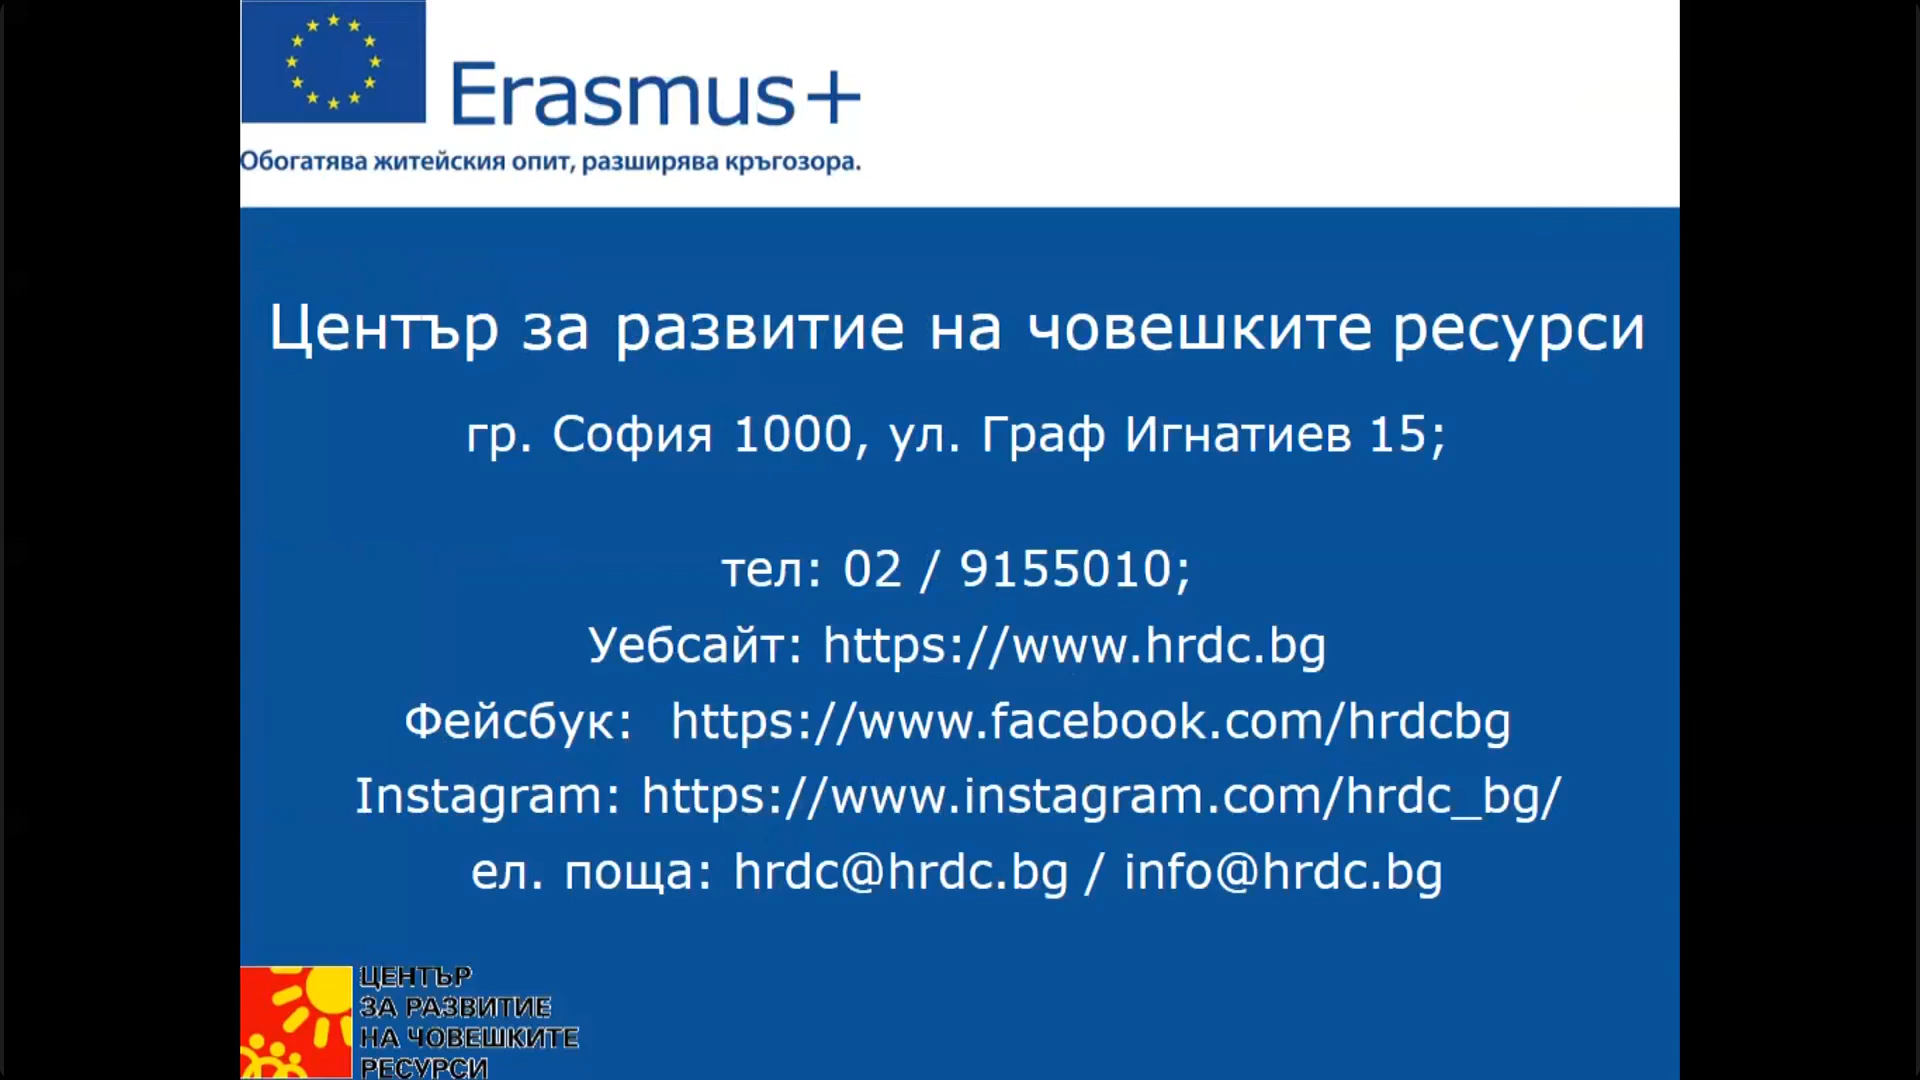 Erasmus+
Обогатява житейския опит, разширява кръгозора.
Център за развитие на човешките ресурси
гр. София 1000, ул. Граф Игнатиев 15;
тел: 02 / 9155010;
Уебсайт: https://www.hrdc.bg
Фейсбук:  https://www.facebook.com/hrdcbg
Instagram: https://www.instagram.com/hrdc_bg/
ел. поща: hrdc@hrdc.bg / info@hrdc.bg
ЦЕНТЪР
ЗА РАЗВИТИЕ
НА ЧОВЕШКИТЕ
РЕСУРСИ